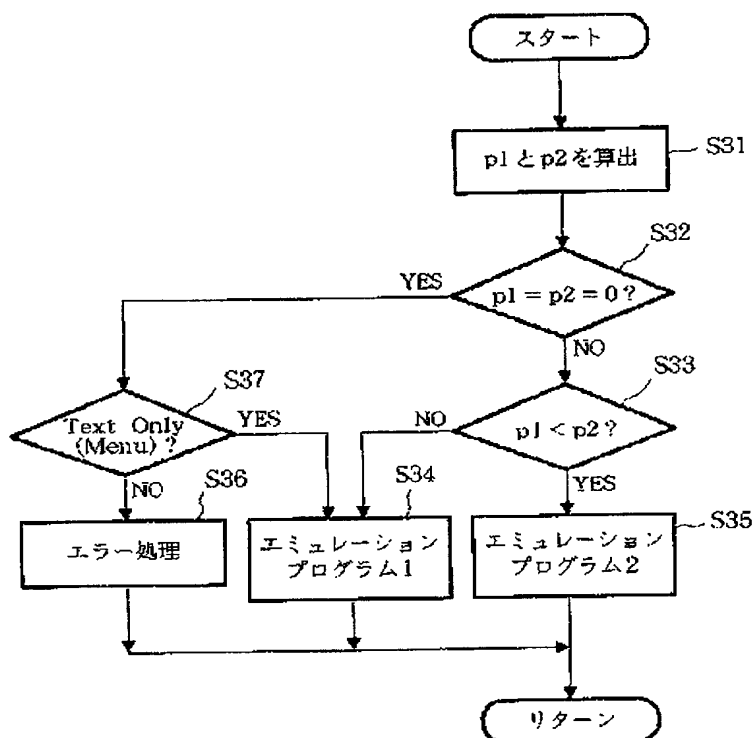 スタート
p1とp2を算出
S31
S32
YES
p1=p2=0?
NO
S37
S33
Text Only
(Menu)?
YES
NO
p1<p2?
NO
S36
S34
YES
S35
エラー処理
エミュレーション
プログラム1
エミュレーション
プログラム2
リターン